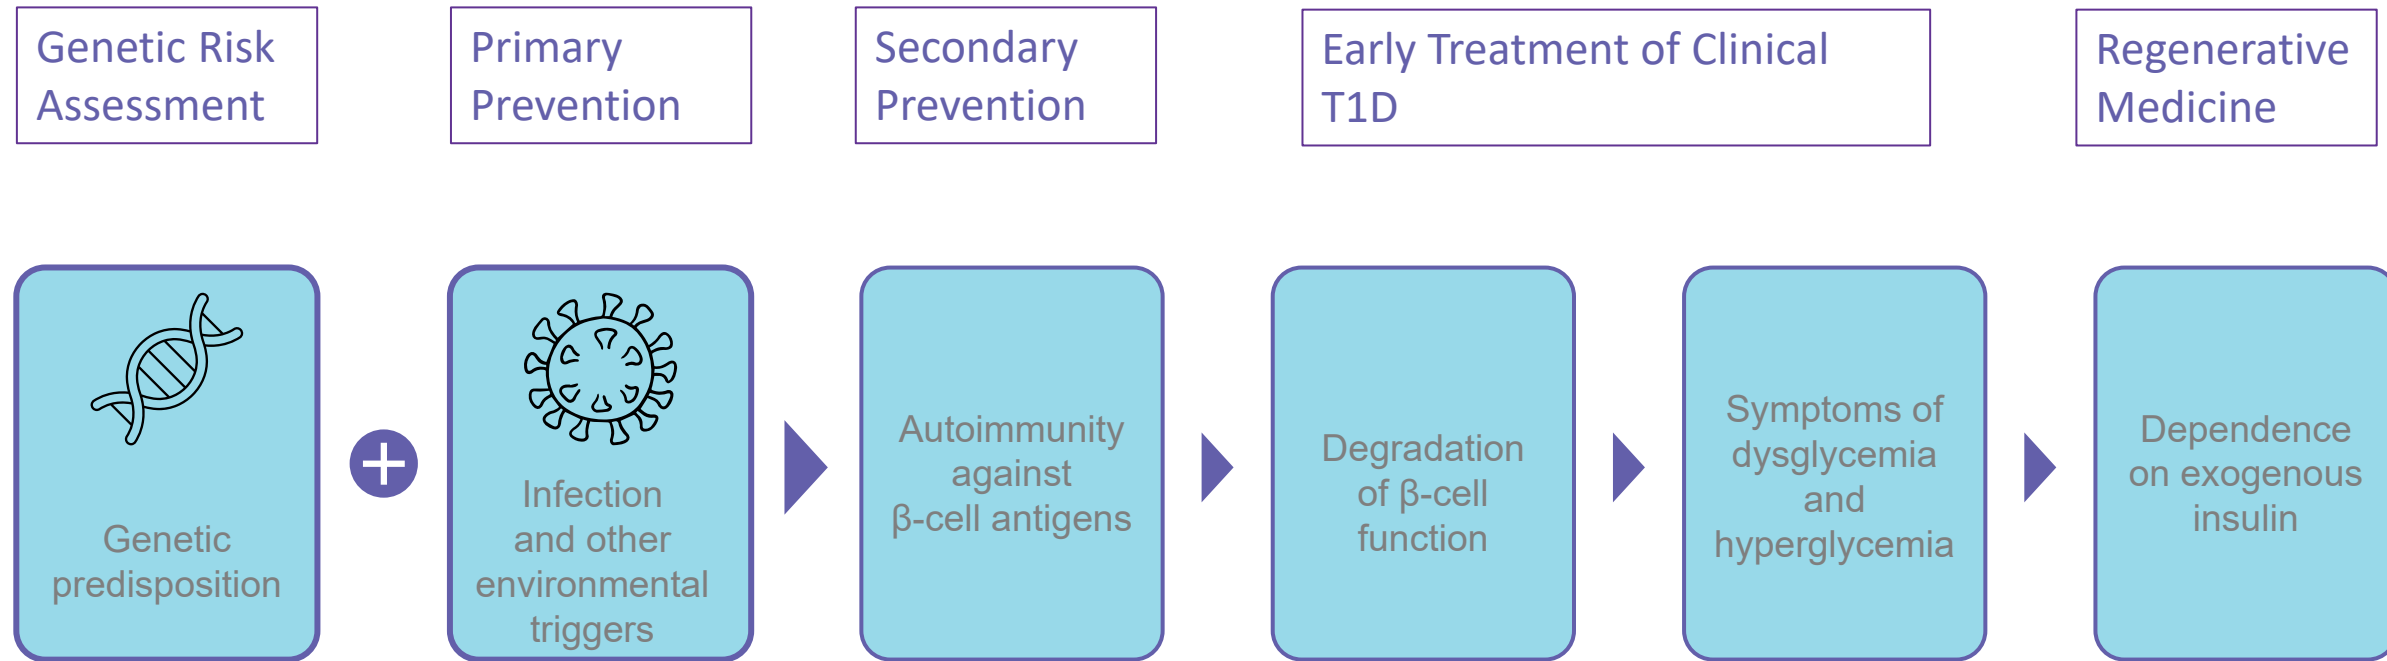 Genetic Risk
Assessment
Primary
Prevention
Secondary
Prevention
Early Treatment of Clinical
T1D
Regenerative
Medicine
Genetic
predisposition
Infection
and other
environmental
triggers
Autoimmunity
against
β-cell antigens
Degradation
of β-cell
function
Symptoms of
dysglycemia
and
hyperglycemia
Dependence
on exogenous
insulin